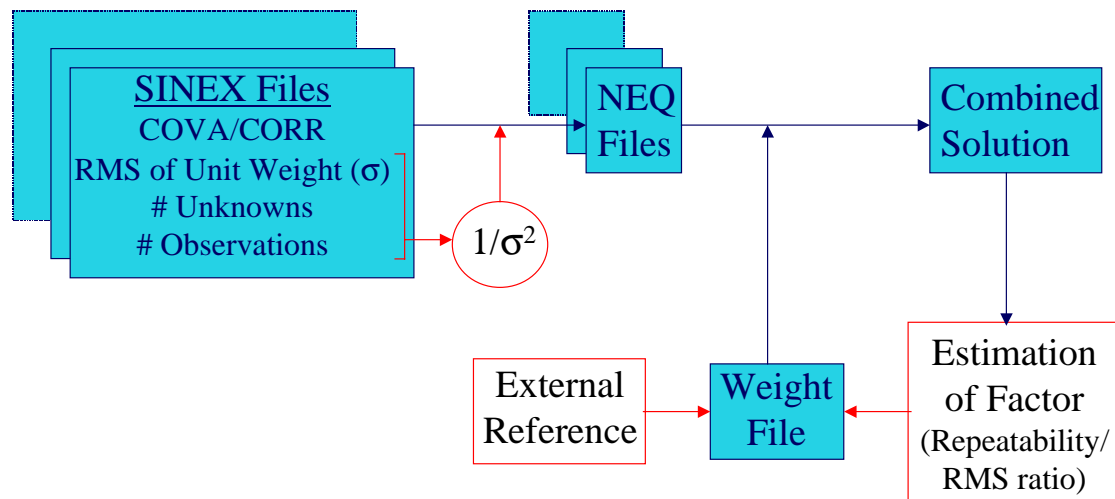 SINEX Files
COVA/CORR
RMS of Unit Weight (σ)
# Unknowns
# Observations
1/σ²
NEQ
Files
Combined
Solution
External
Reference
Weight
File
Estimation
of Factor
(Repeatability/
RMS ratio)